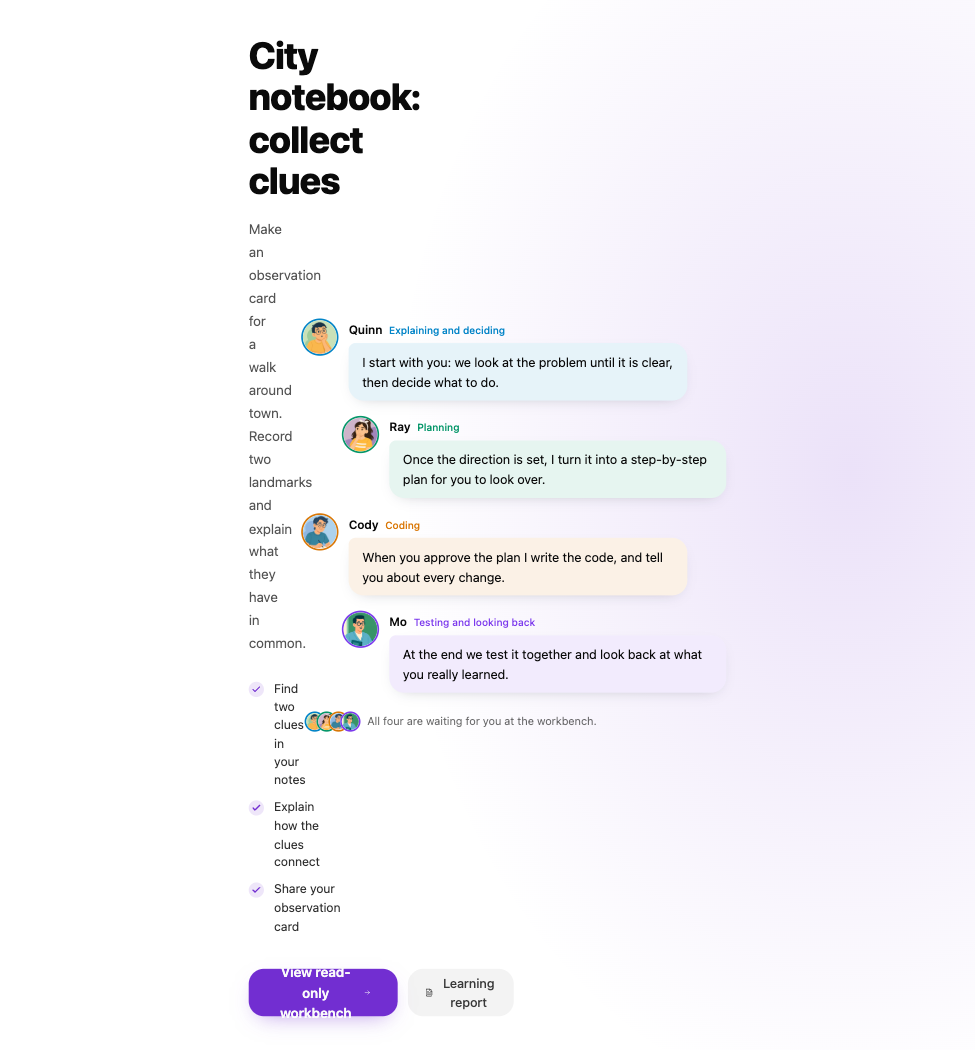 City
notebook:
collect
clues
Make
an
observation
card
for
a
walk
around
town.
Record
two
landmarks
and
explain
what
they
have
in
common.
Find
two
clues
in
your
notes
Explain
how the
clues
connect
Share your
observation
card
View read-
only
workbench
Learning
report
Quinn Explaining and deciding
I start with you: we look at the problem until it is clear,
then decide what to do.
Ray Planning
Once the direction is set, I turn it into a step-by-step
plan for you to look over.
Cody Coding
When you approve the plan I write the code, and tell
you about every change.
Mo Testing and looking back
At the end we test it together and look back at what
you really learned.
All four are waiting for you at the workbench.